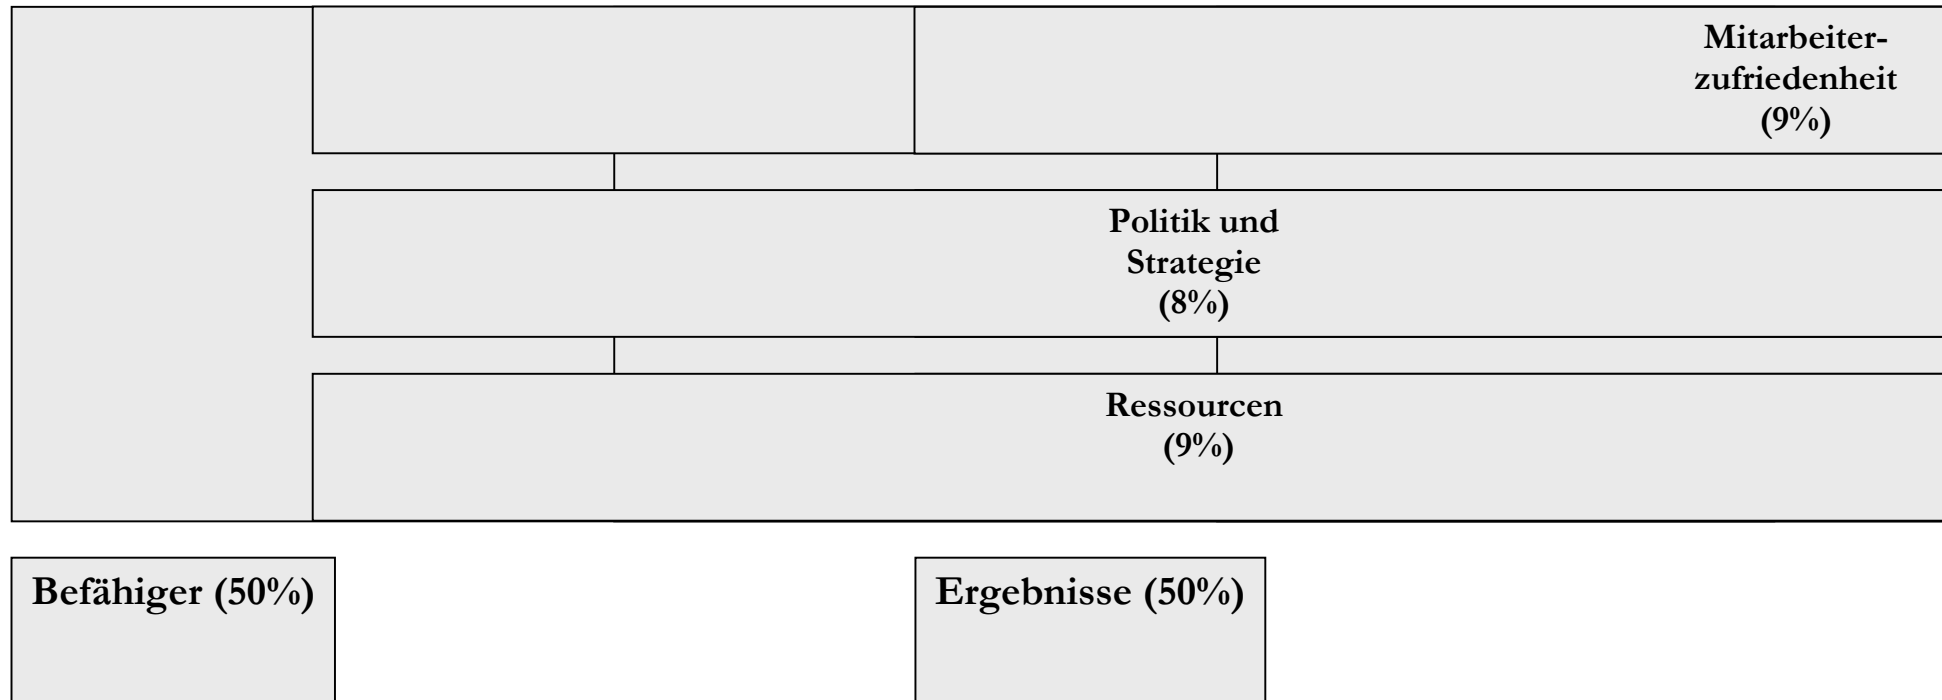 Mitarbeiter-
zufriedenheit
(9%)
Politik und
Strategie
(8%)
Ressourcen
(9%)
Befähiger (50%)
Ergebnisse (50%)